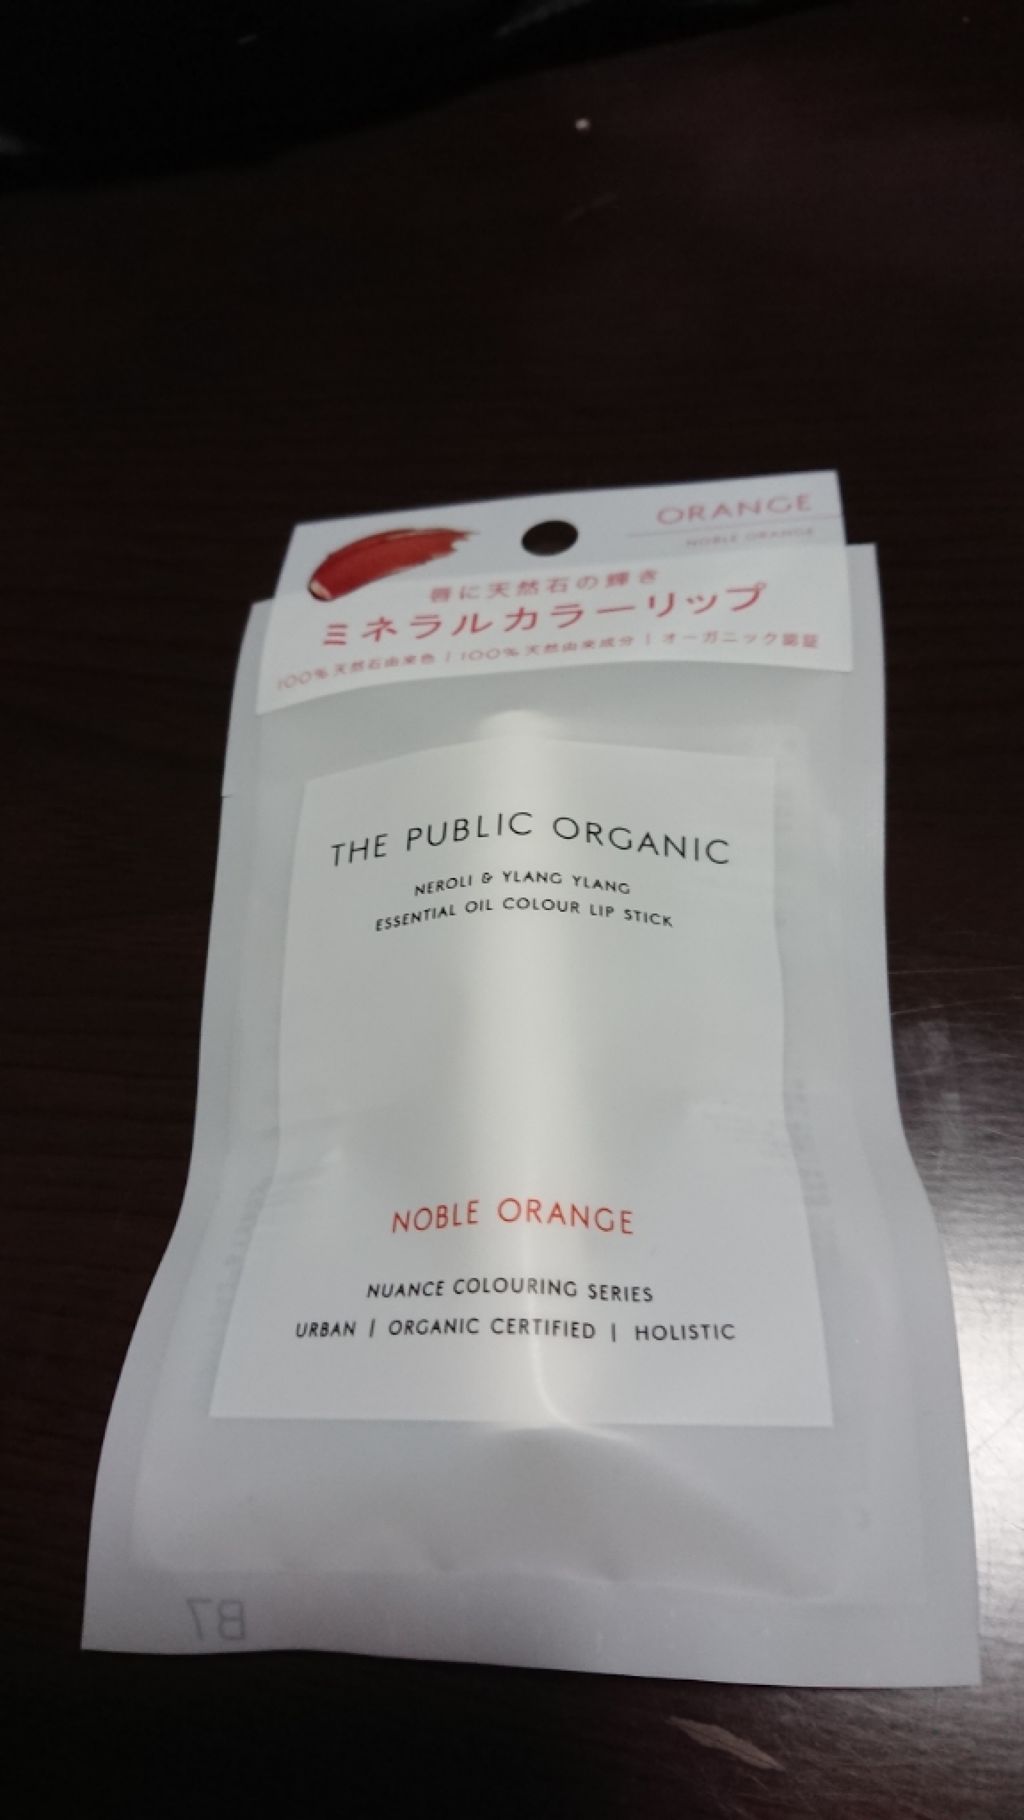 ORANGE
NOBLE ORANGE
唇に天然石の輝き
ミネラルカラーリップ
100%天然石由来色 | 100%天然由来成分 | オーガニック認証
THE PUBLIC ORGANIC
NEROLI & YLANG YLANG
ESSENTIAL OIL COLOUR LIP STICK
NOBLE ORANGE
NUANCE COLOURING SERIES
URBAN | ORGANIC CERTIFIED | HOLISTIC
B7